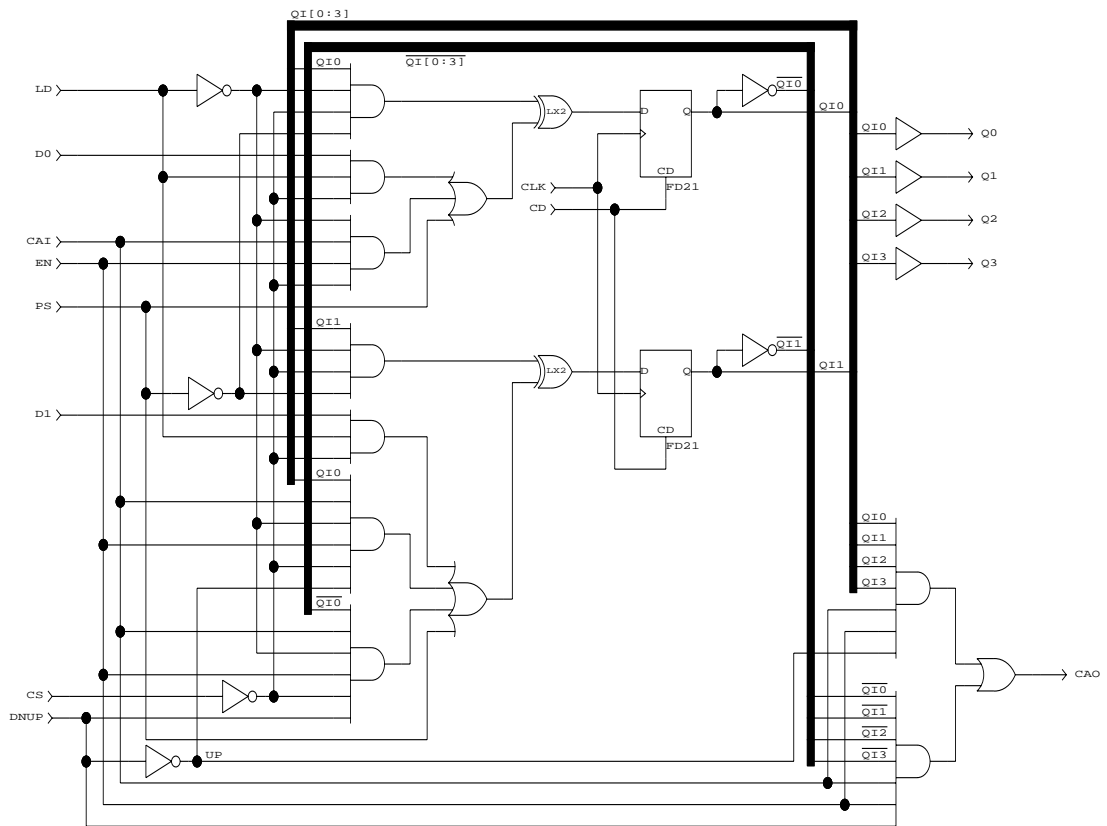 QI[0:3]
QI[0:3]
QI0
LD
QI0
LX2
D
Q
QI0
QI0
Q0
D0
CD
FD21
QI1
Q1
CLK
CD
QI2
Q2
CAI
EN
QI3
Q3
PS
QI1
QI1
LX2
D
Q
QI1
D1
CD
FD21
QI0
QI0
QI1
QI2
QI3
QI0
CAO
CS
QI0
DNUP
QI1
QI2
UP
QI3